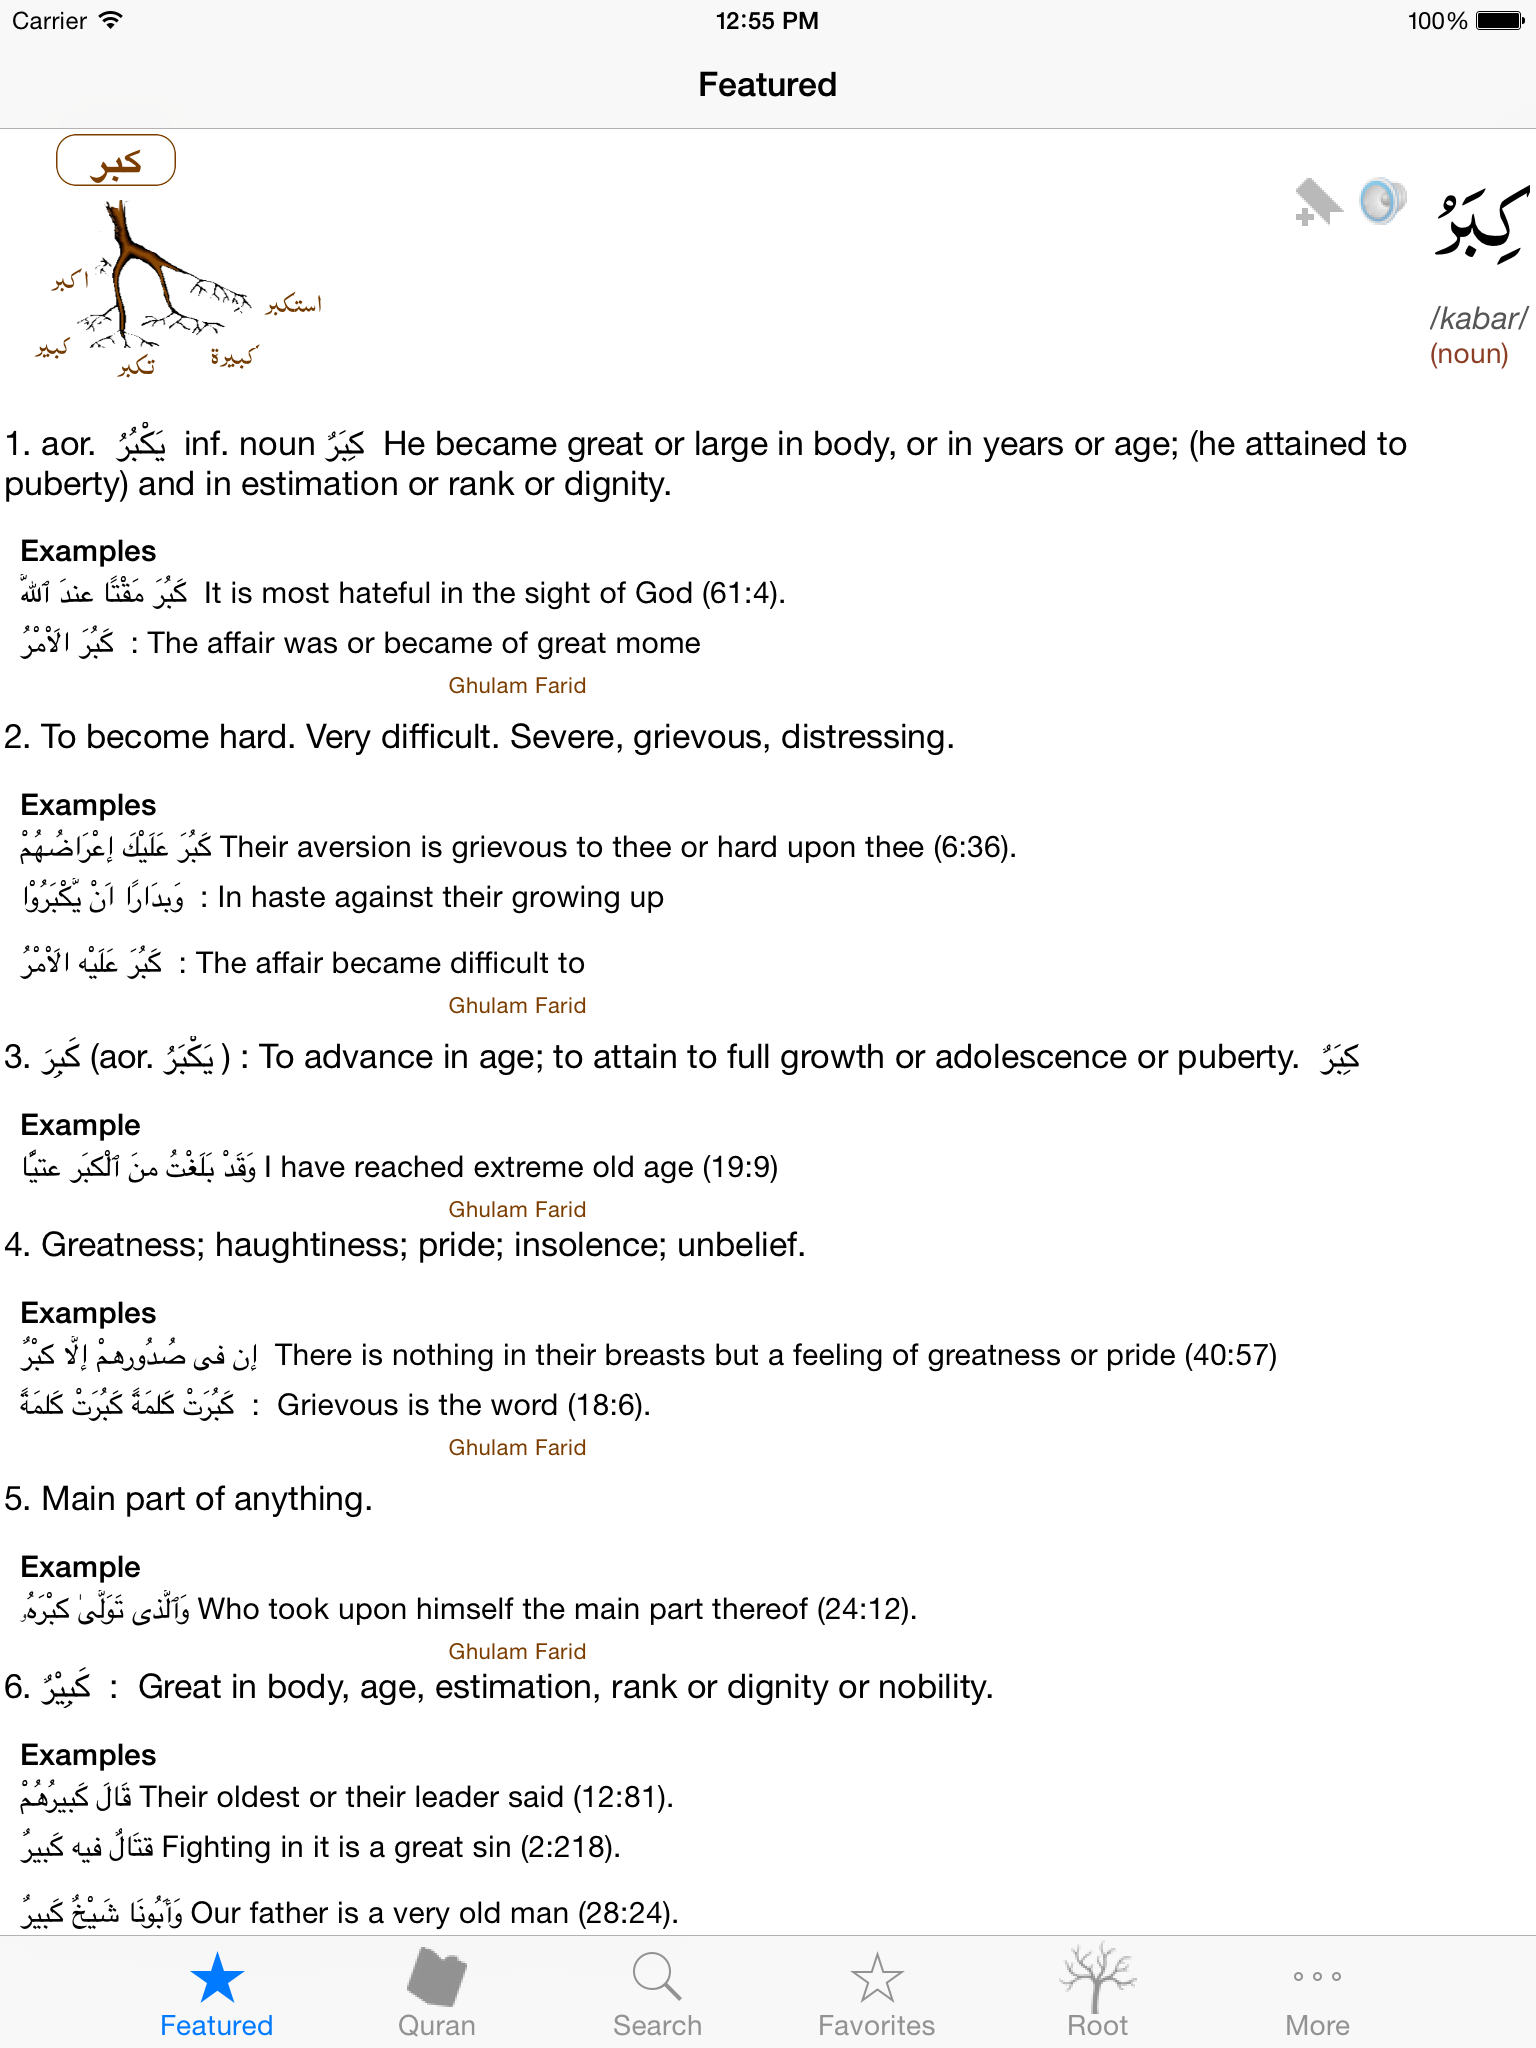 Carrier 12:55 PM 100%
Featured
كبر
اكبر
استكبر
كبير
تكبر
كبيرة
كِبَرُ
/kabar/
(noun)
1. aor. يَكْبُرُ inf. noun كِبَرٌ He became great or large in body, or in years or age; (he attained to
puberty) and in estimation or rank or dignity.
Examples
كَبُرَ مَقْتًا عندَ ٱللَّه It is most hateful in the sight of God (61:4).
كَبُرَ الَاْمْرُ : The affair was or became of great mome
Ghulam Farid
2. To become hard. Very difficult. Severe, grievous, distressing.
Examples
كَبُرَ عَلَيْكَ إعْرَاضُهُمْ Their aversion is grievous to thee or hard upon thee (6:36).
وَبدَارًا اَنْ يَّكْبَرُوْا : In haste against their growing up
كَبُرَ عَلَيْه الَاْمْرُ : The affair became difficult to
Ghulam Farid
3. كَبِرَ (aor. يَكْبَرُ ) : To advance in age; to attain to full growth or adolescence or puberty. كِبَرٌ
Example
وَقَدْ بَلَغْتُ منَ ٱلْكبَر عتيًّا I have reached extreme old age (19:9)
Ghulam Farid
4. Greatness; haughtiness; pride; insolence; unbelief.
Examples
إن فى صُدُورهمْ إلَّا كبْرٌ There is nothing in their breasts but a feeling of greatness or pride (40:57)
كَبُرَتْ كَلمَةً كَبُرَتْ كَلمَةً : Grievous is the word (18:6).
Ghulam Farid
5. Main part of anything.
Example
وَٱلَّذى تَوَلَّىٰ كبْرَهُۥ Who took upon himself the main part thereof (24:12).
Ghulam Farid
6. كَبِيْرٌ : Great in body, age, estimation, rank or dignity or nobility.
Examples
قَالَ كَبيرُهُمْ Their oldest or their leader said (12:81).
قتَالٌ فيه كَبيرٌ Fighting in it is a great sin (2:218).
وَأَبُونَا شَيْخٌ كَبيرٌ Our father is a very old man (28:24).
Featured Quran Search Favorites Root More